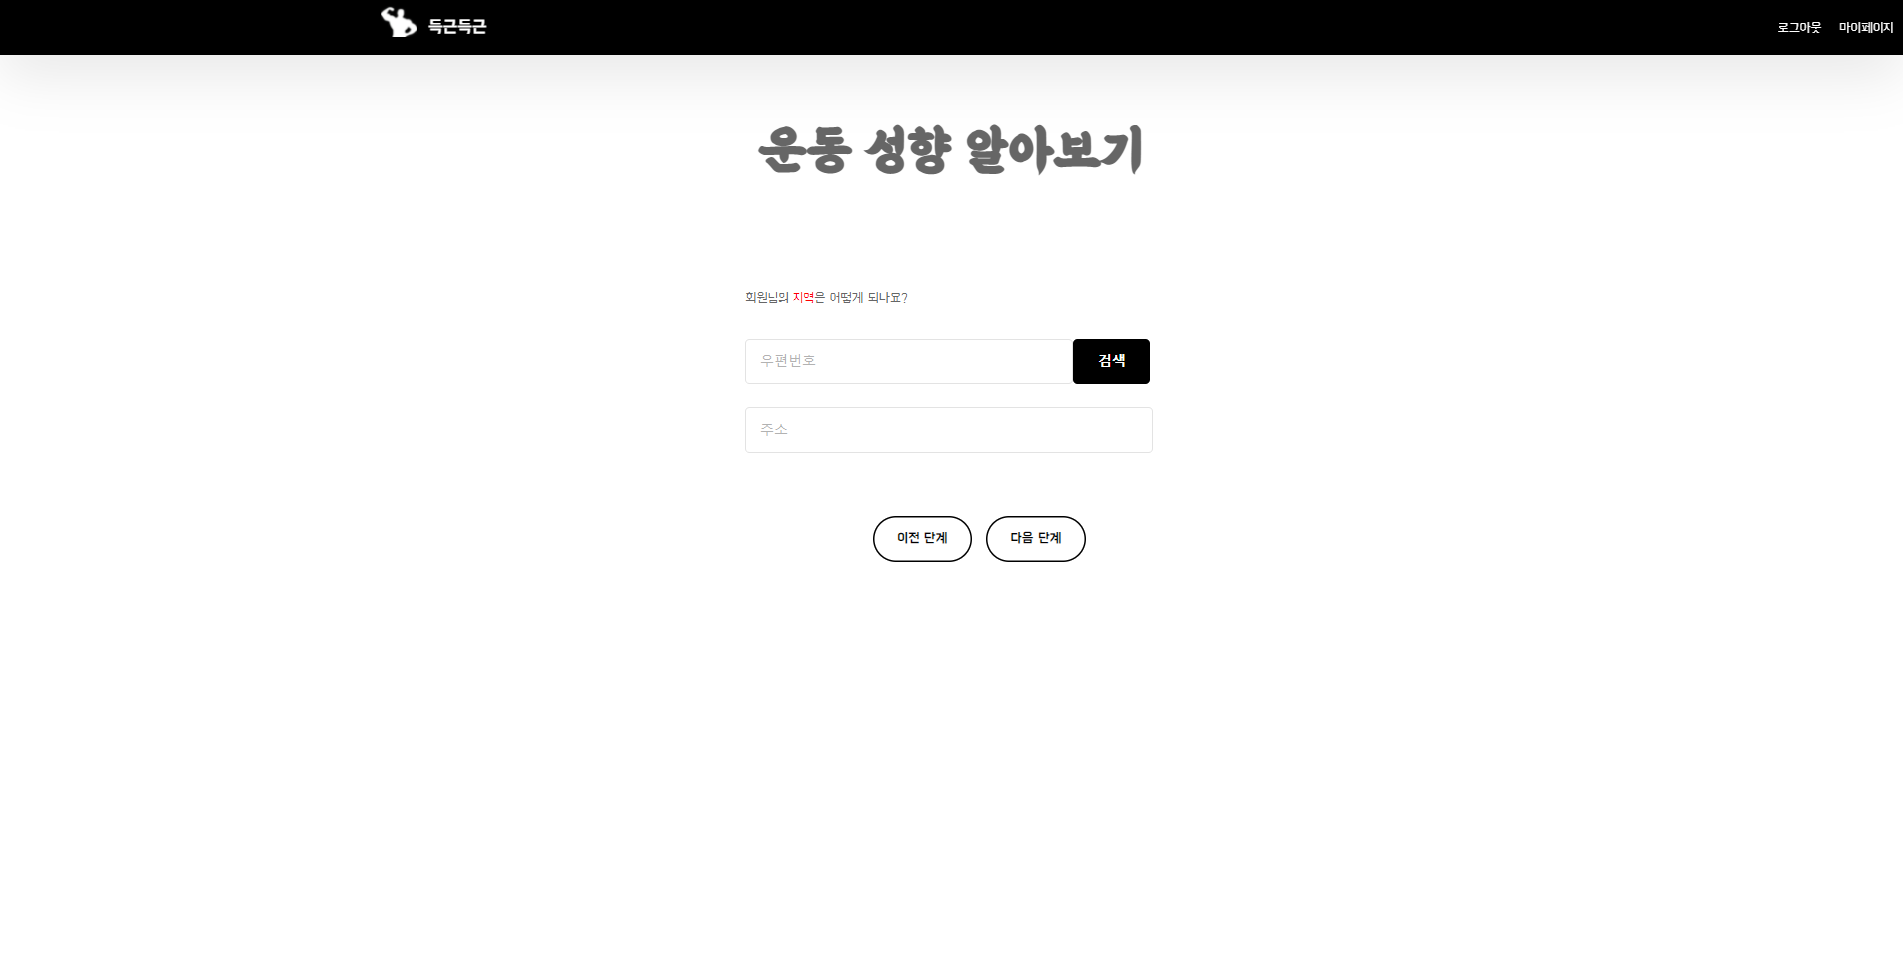 득근득근
로그아웃 마이페이지
운동 성향 알아보기
회원님의 지역은 어떻게 되나요?
우편번호 검색
주소
이전 단계 다음 단계